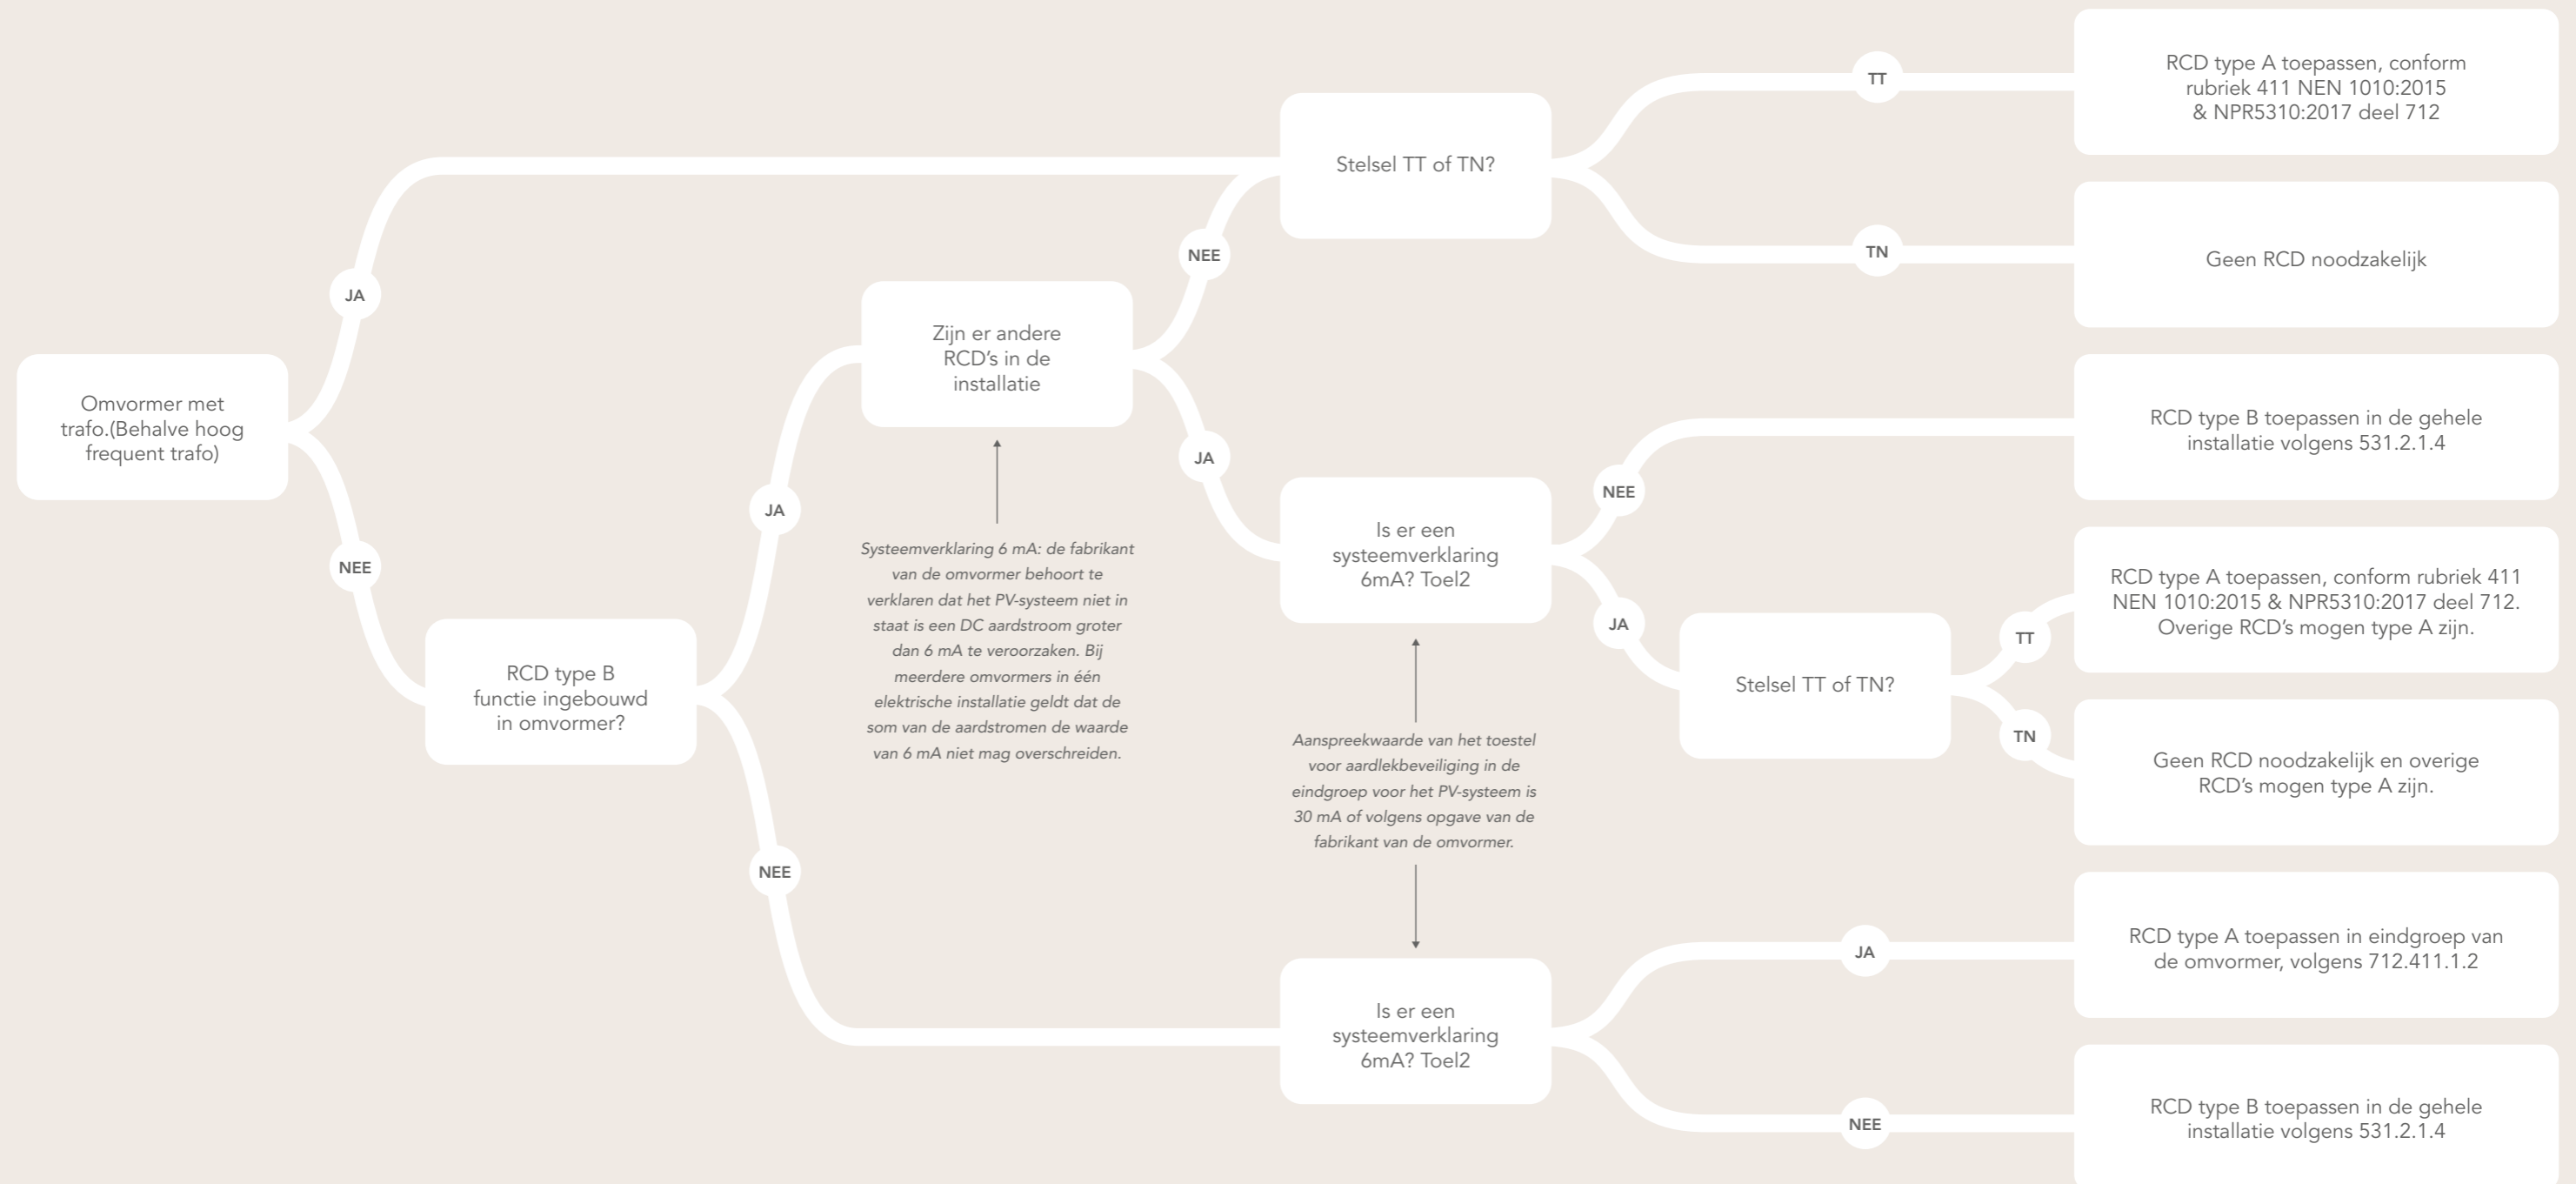 Omvormer met
trafo.(Behalve hoog
frequent trafo)
JA
NEE
RCD type B
functie ingebouwd
in omvormer?
JA
NEE
Zijn er andere
RCD's in de
installatie
Systeemverklaring 6 mA: de fabrikant
van de omvormer behoort te
verklaren dat het PV-systeem niet in
staat is een DC aardstroom groter
dan 6 mA te veroorzaken. Bij
meerdere omvormers in één
elektrische installatie geldt dat de
som van de aardstromen de waarde
van 6 mA niet mag overschreiden.
NEE
JA
Stelsel TT of TN?
Is er een
systeemverklaring
6mA? Toel2
Aanspreekwaarde van het toestel
voor aardlekbeveiliging in de
eindgroep voor het PV-systeem is
30 mA of volgens opgave van de
fabrikant van de omvormer.
Is er een
systeemverklaring
6mA? Toel2
TT
TN
NEE
JA
Stelsel TT of TN?
TT
TN
JA
NEE
RCD type A toepassen, conform
rubriek 411 NEN 1010:2015
& NPR5310:2017 deel 712
Geen RCD noodzakelijk
RCD type B toepassen in de gehele
installatie volgens 531.2.1.4
RCD type A toepassen, conform rubriek 411
NEN 1010:2015 & NPR5310:2017 deel 712.
Overige RCD's mogen type A zijn.
Geen RCD noodzakelijk en overige
RCD's mogen type A zijn.
RCD type A toepassen in eindgroep van
de omvormer, volgens 712.411.1.2
RCD type B toepassen in de gehele
installatie volgens 531.2.1.4